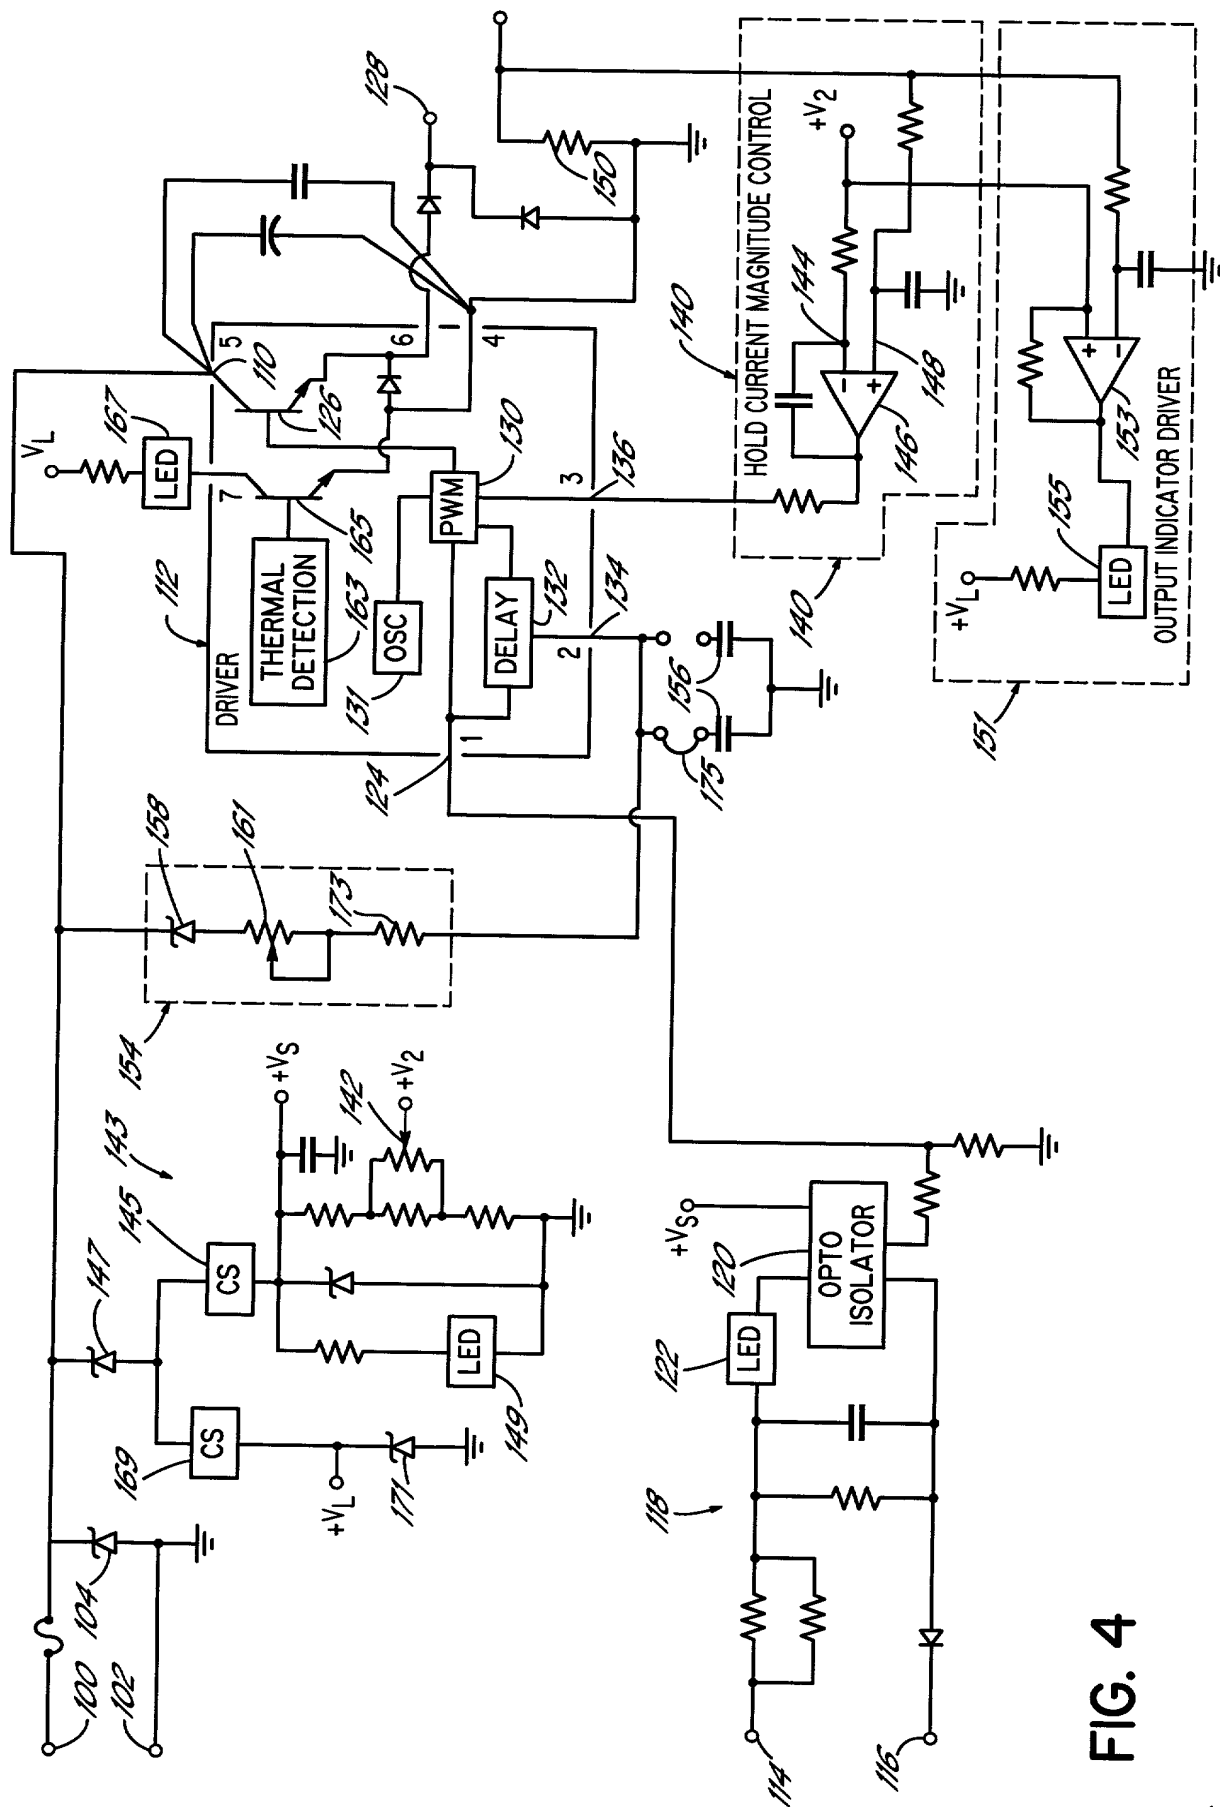 100
102
104
147
169
CS
145
CS
143
+VS
+V2
142
+VL
171
LED
149
154
158
161
173
VL
167
LED
7
5
110
126
165
112
DRIVER
THERMAL
DETECTION
163
131
OSC
PWM
130
DELAY
132
124
1
2
134
3
136
4
6
128
150
175
156
140
HOLD CURRENT MAGNITUDE CONTROL
+V2
144
146
148
140
151
+VL
155
LED
153
OUTPUT INDICATOR DRIVER
114
116
118
122
LED
120
+VS
OPTO
ISOLATOR
FIG. 4